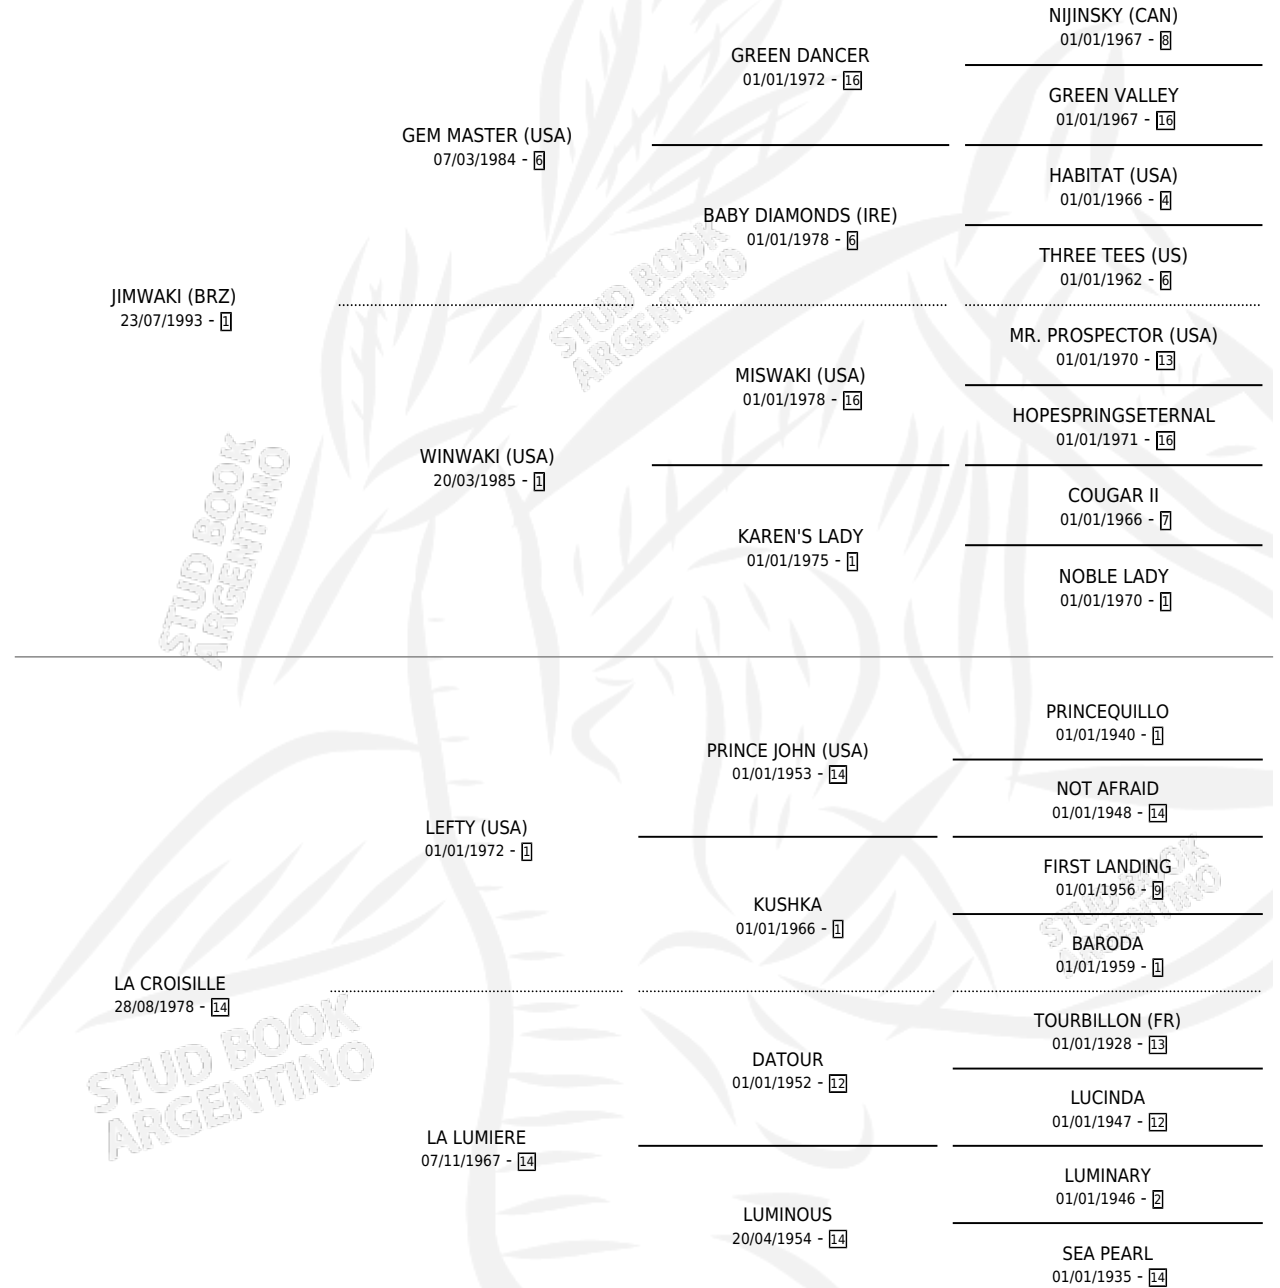 NIJINSKY (CAN)
01/01/1967 - 8
GREEN DANCER
01/01/1972 - 16
GREEN VALLEY
01/01/1967 - 16
GEM MASTER (USA)
07/03/1984 - 6
HABITAT (USA)
01/01/1966 - 4
BABY DIAMONDS (IRE)
01/01/1978 - 6
THREE TEES (US)
01/01/1962 - 6
JIMWAKI (BRZ)
23/07/1993 - 1
MR. PROSPECTOR (USA)
01/01/1970 - 13
MISWAKI (USA)
01/01/1978 - 16
HOPESPRINGSETERNAL
01/01/1971 - 16
WINWAKI (USA)
20/03/1985 - 1
COUGAR II
01/01/1966 - 7
KAREN'S LADY
01/01/1975 - 1
NOBLE LADY
01/01/1970 - 1
PRINCEQUILLO
01/01/1940 - 1
PRINCE JOHN (USA)
01/01/1953 - 14
NOT AFRAID
01/01/1948 - 14
LEFTY (USA)
01/01/1972 - 1
FIRST LANDING
01/01/1956 - 9
KUSHKA
01/01/1966 - 1
BARODA
01/01/1959 - 1
LA CROISILLE
28/08/1978 - 14
TOURBILLON (FR)
01/01/1928 - 13
DATOUR
01/01/1952 - 12
LUCINDA
01/01/1947 - 12
LA LUMIERE
07/11/1967 - 14
LUMINARY
01/01/1946 - 2
LUMINOUS
20/04/1954 - 14
SEA PEARL
01/01/1935 - 14
STUD BOOK
ARGENTINO
STUD BOOK
ARGENTINO
STUD BOOK
ARGENTINO
STUD BOOK
ARGENTINO